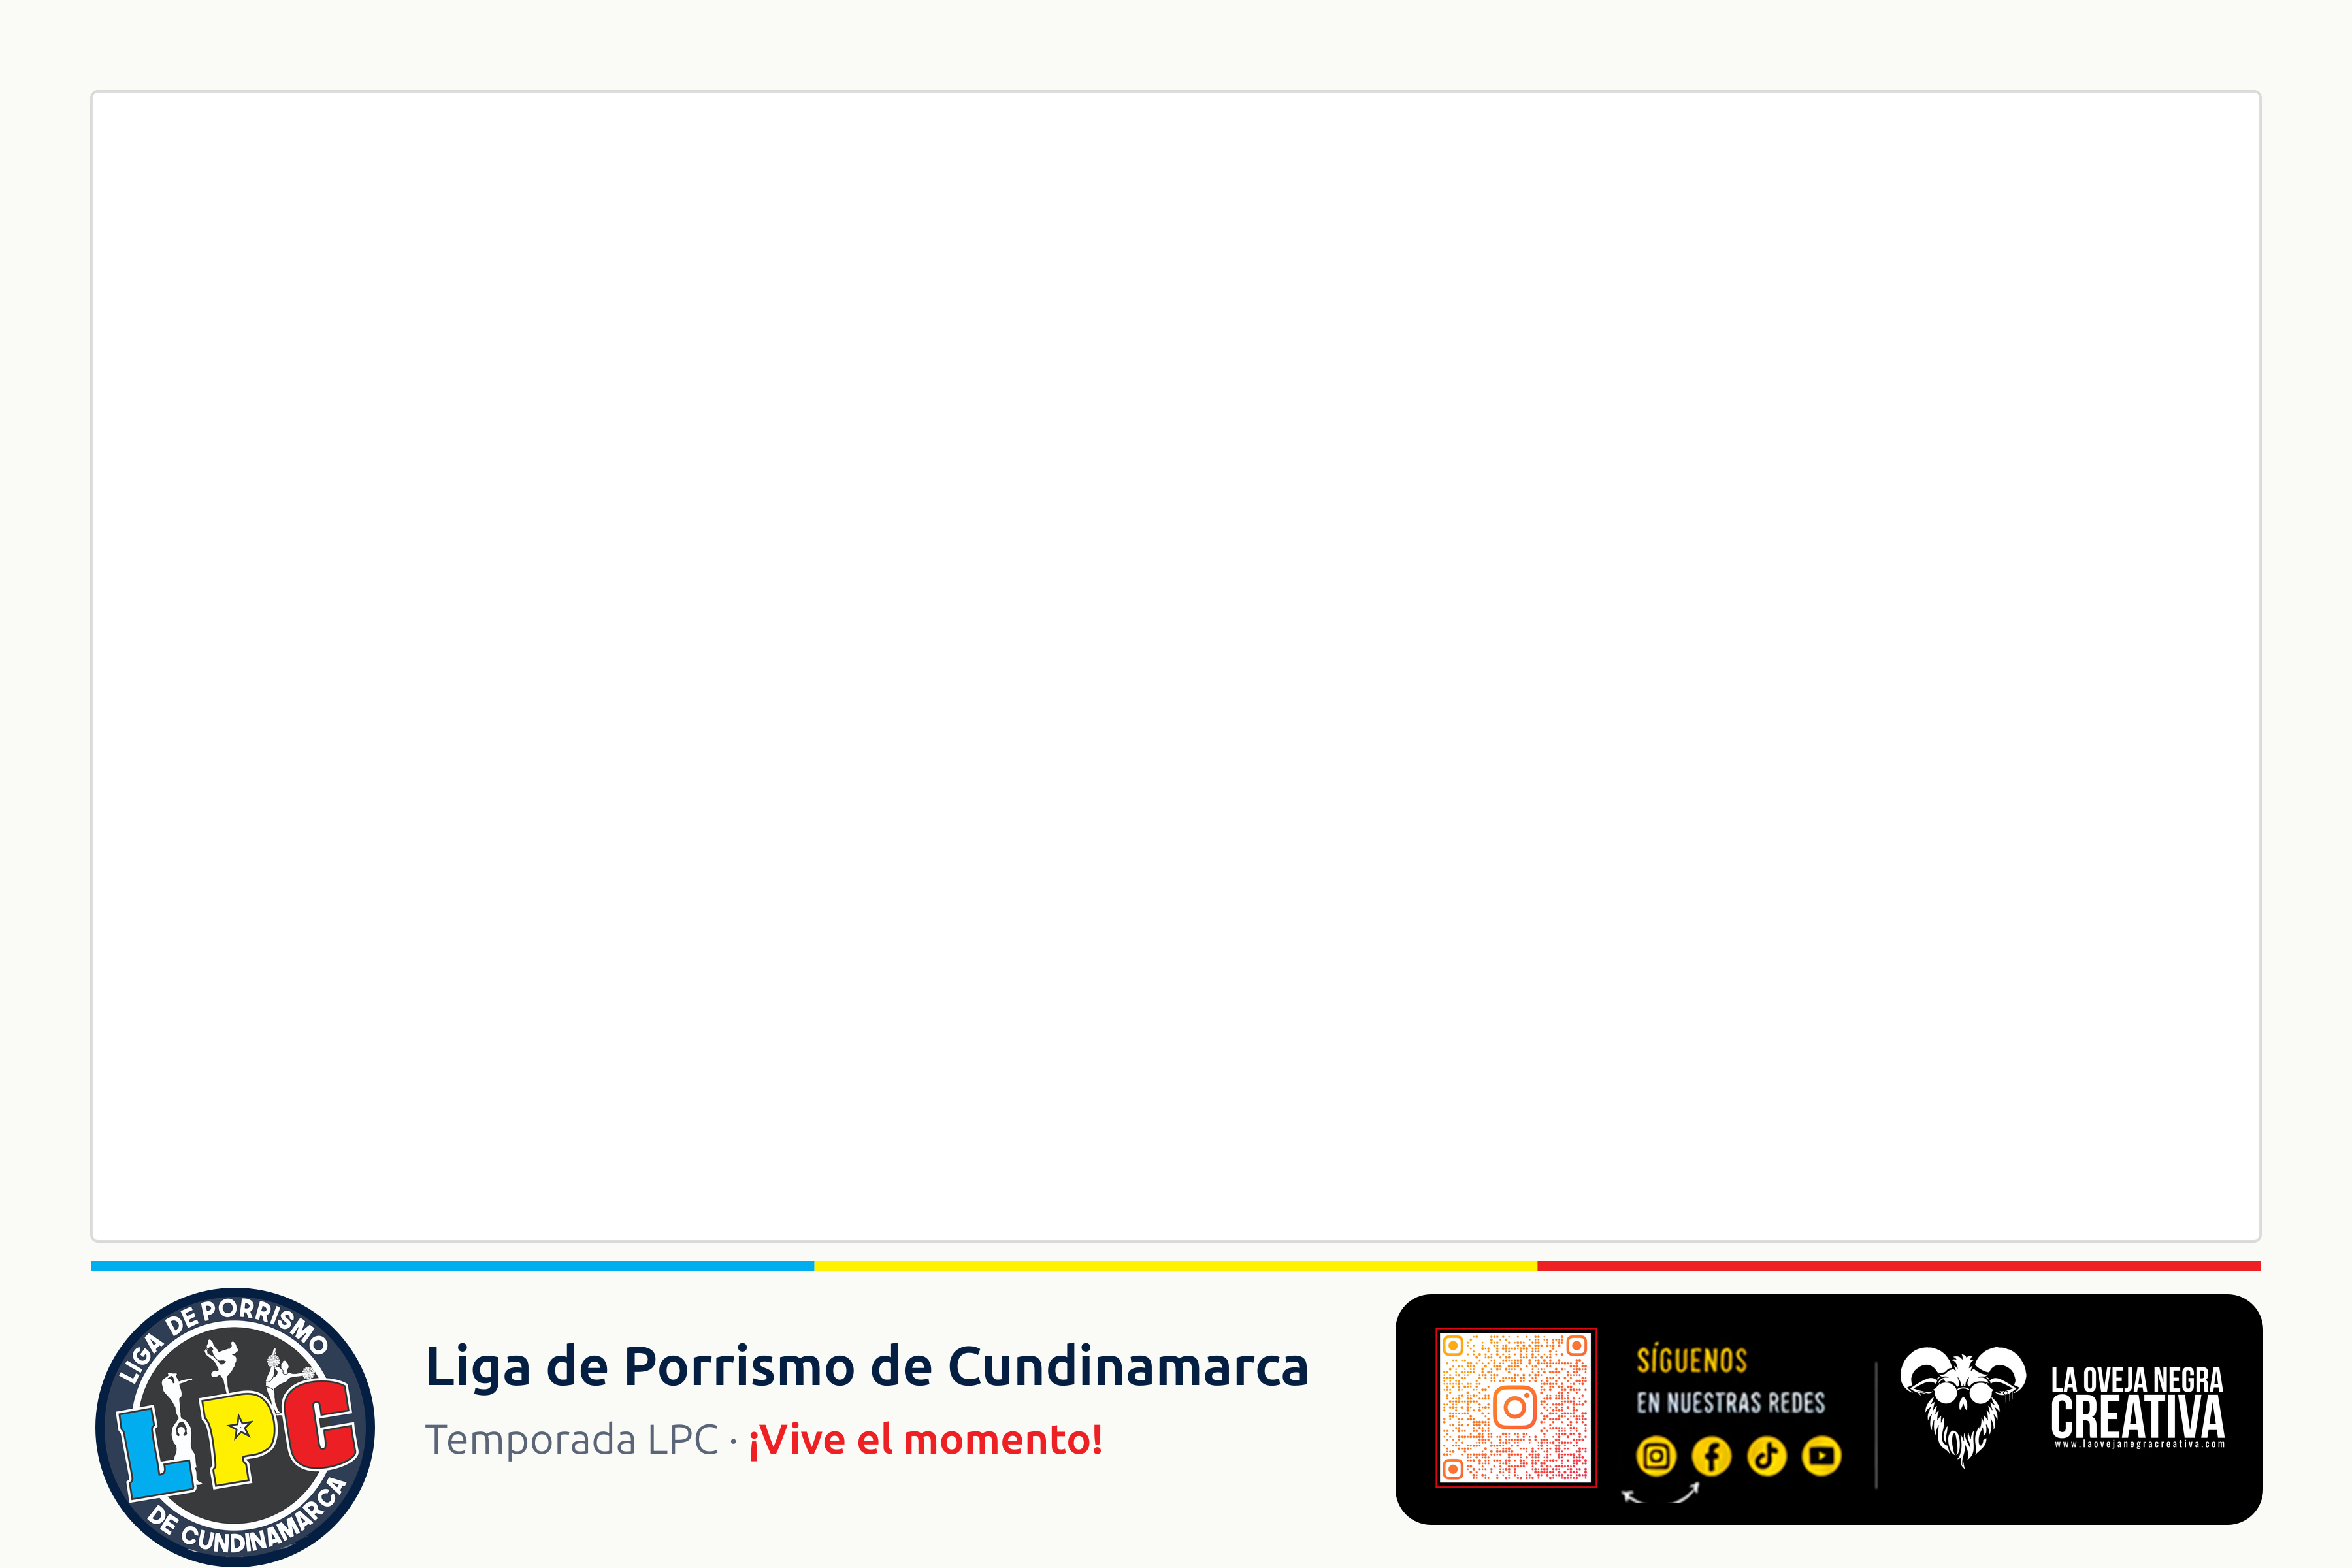 LIGA DE PORRISMO
LPC
DE CUNDINAMARCA
Liga de Porrismo de Cundinamarca
Temporada LPC · ¡Vive el momento!
SÍGUENOS
EN NUESTRAS REDES
LONC
LA OVEJA NEGRA
CREATIVA
www.laovejanegracreativa.com